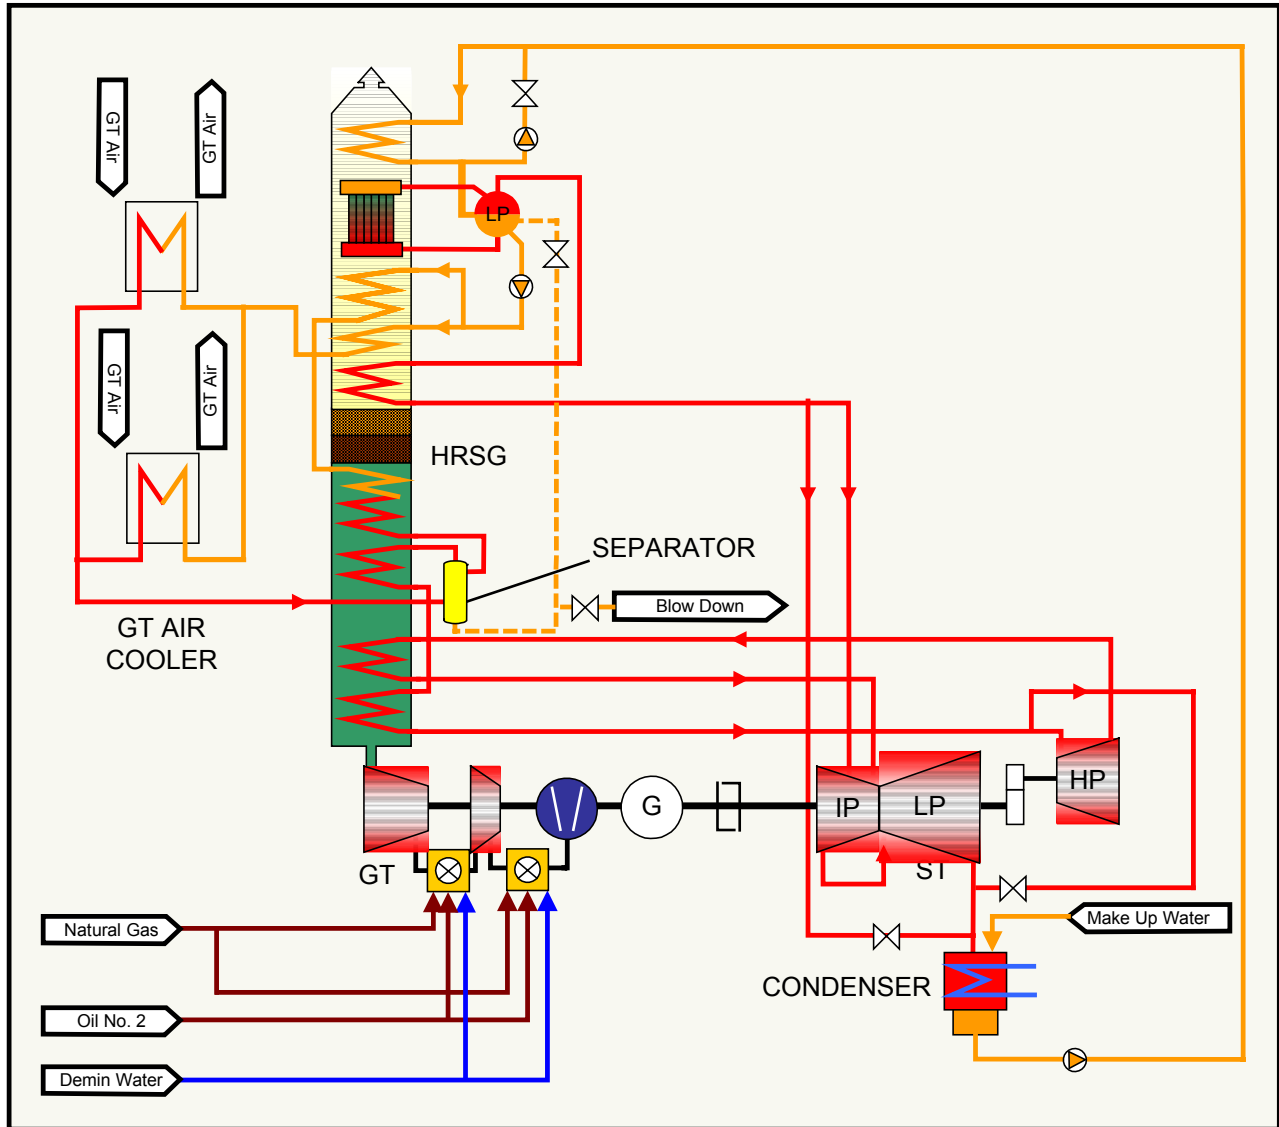 GT Air
GT Air
LP
GT Air
GT Air
HRSG
SEPARATOR
Blow Down
GT AIR
COOLER
HP
G
IP
LP
GT
ST
Natural Gas
Make Up Water
CONDENSER
Oil No. 2
Demin Water